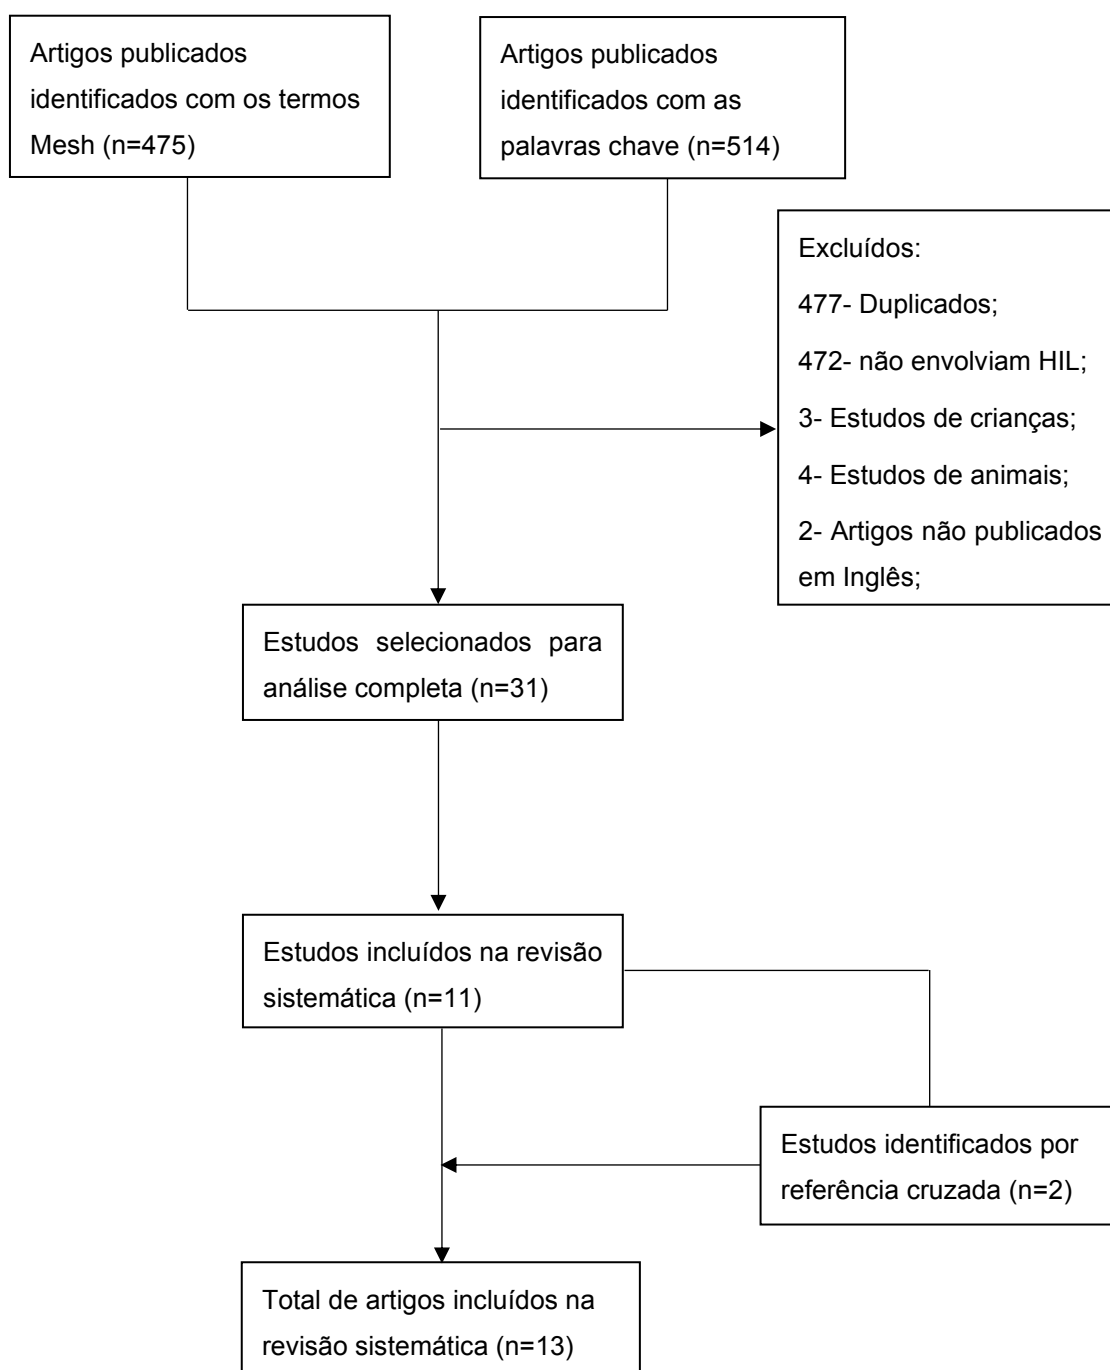 Artigos publicados
identificados com os termos
Mesh (n=475)
Artigos publicados
identificados com as
palavras chave (n=514)
Excluídos:
477- Duplicados;
472- não envolviam HIL;
3- Estudos de crianças;
4- Estudos de animais;
2- Artigos não publicados
em Inglês;
Estudos selecionados para
análise completa (n=31)
Estudos incluídos na revisão
sistemática (n=11)
Estudos identificados por
referência cruzada (n=2)
Total de artigos incluídos na
revisão sistemática (n=13)